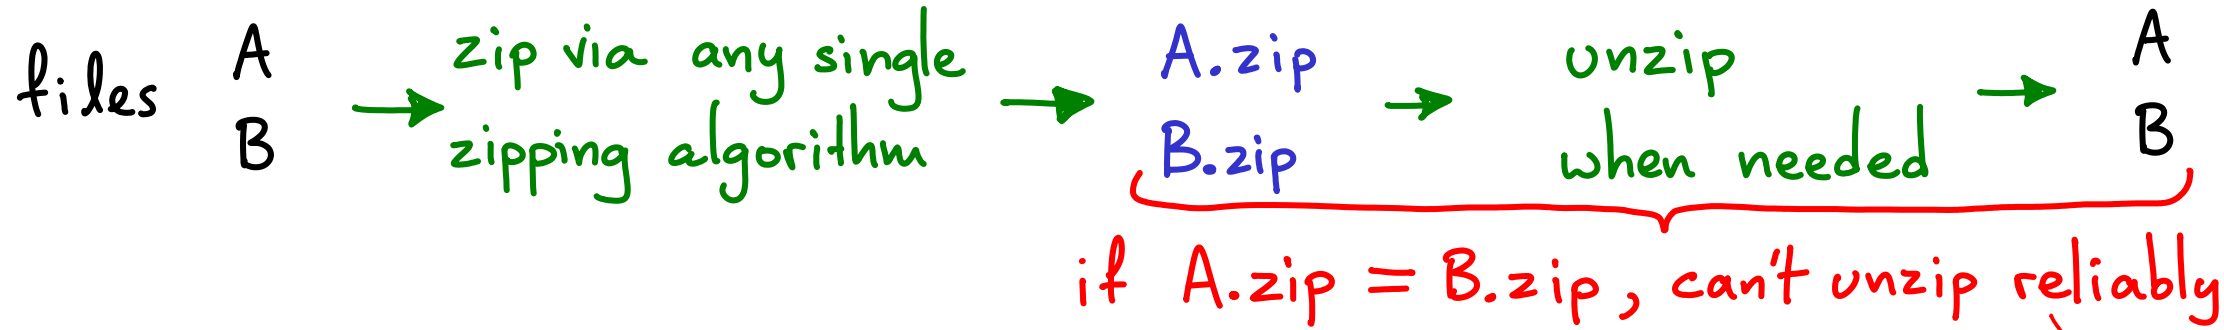 files A → zip via any single → A.zip → unzip → A
B zipping algorithm B.zip when needed B
if A.zip = B.zip, can't unzip reliably